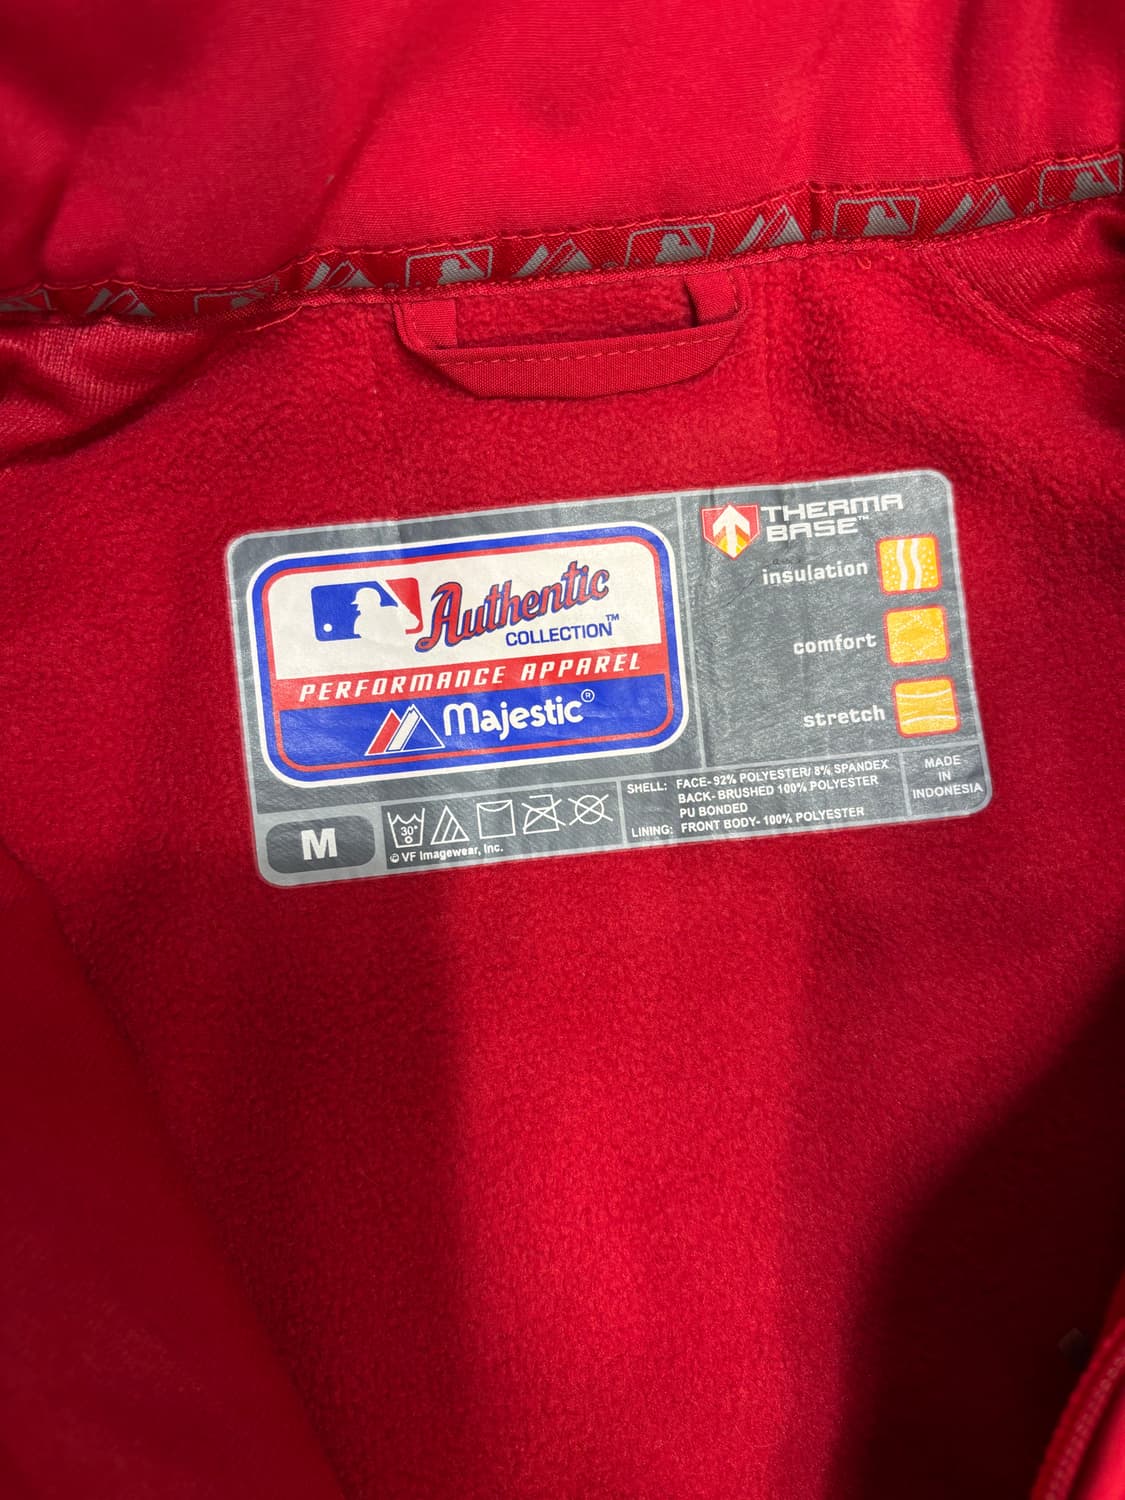 Authentic
COLLECTION™
PERFORMANCE APPAREL
Majestic®
THERMA
BASE™
insulation
comfort
stretch
M
30°
© VF Imagewear, Inc.
SHELL: FACE- 92% POLYESTER/ 8% SPANDEX
BACK- BRUSHED 100% POLYESTER
PU BONDED
LINING: FRONT BODY- 100% POLYESTER
MADE
IN
INDONESIA